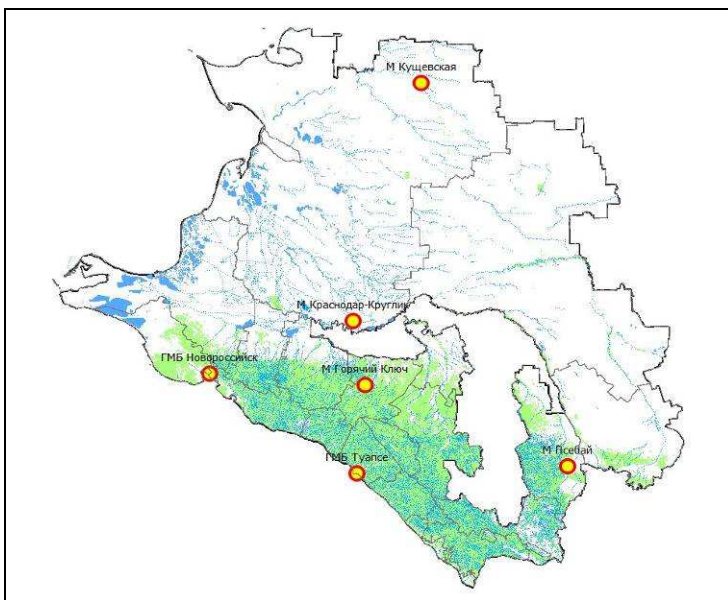 М Кущевская
М Краснодар-Круглик
ГМБ Новороссийск
М Горячий Ключ
ГМБ Туапсе
М Псебай